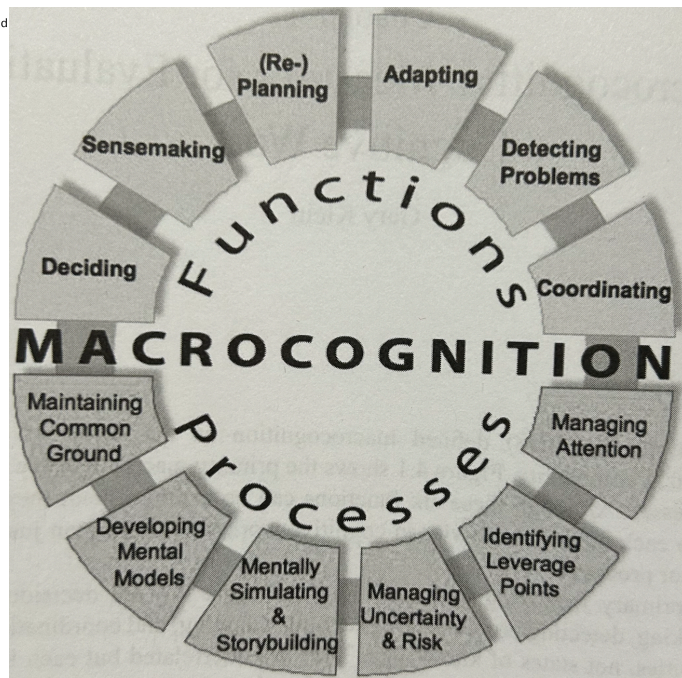 d
(Re-)
Planning
Adapting
Sensemaking
Detecting
Problems
Deciding
Coordinating
Functions
MACROCOGNITION
Processes
Maintaining
Common
Ground
Managing
Attention
Developing
Mental
Models
Identifying
Leverage
Points
Mentally
Simulating
&
Storybuilding
Managing
Uncertainty
& Risk